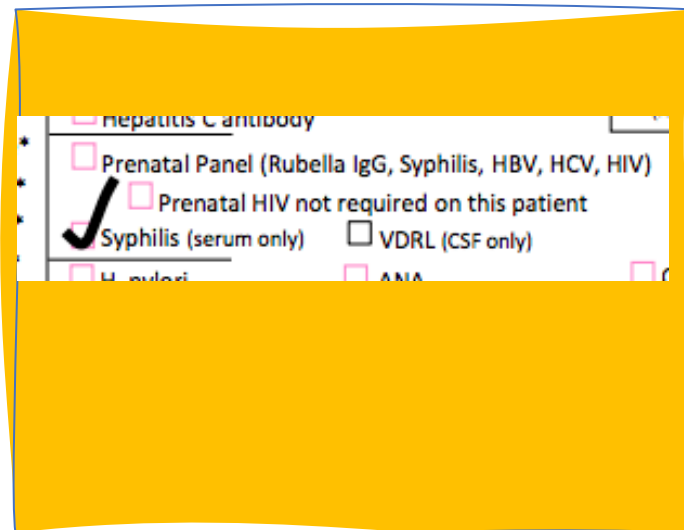 Hepatitis C antibody
*
Prenatal Panel (Rubella IgG, Syphilis, HBV, HCV, HIV)
*
Prenatal HIV not required on this patient
*
Syphilis (serum only) VDRL (CSF only)
H. pylori ANA